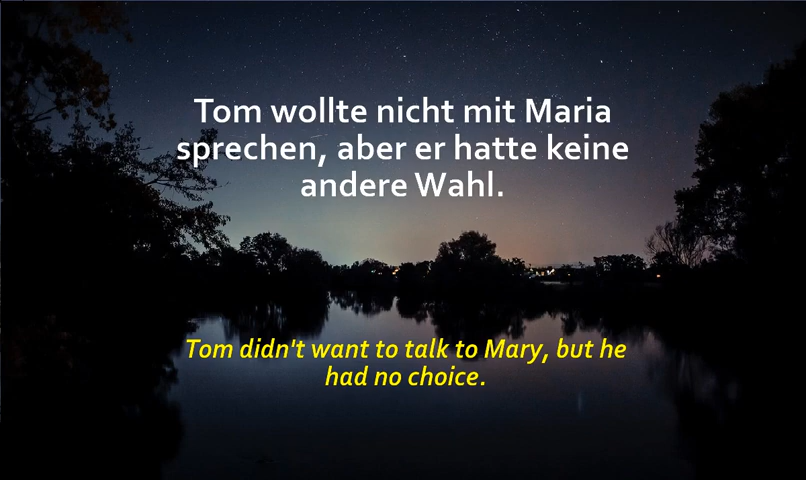 Tom wollte nicht mit Maria
sprechen, aber er hatte keine
andere Wahl.
Tom didn't want to talk to Mary, but he
had no choice.